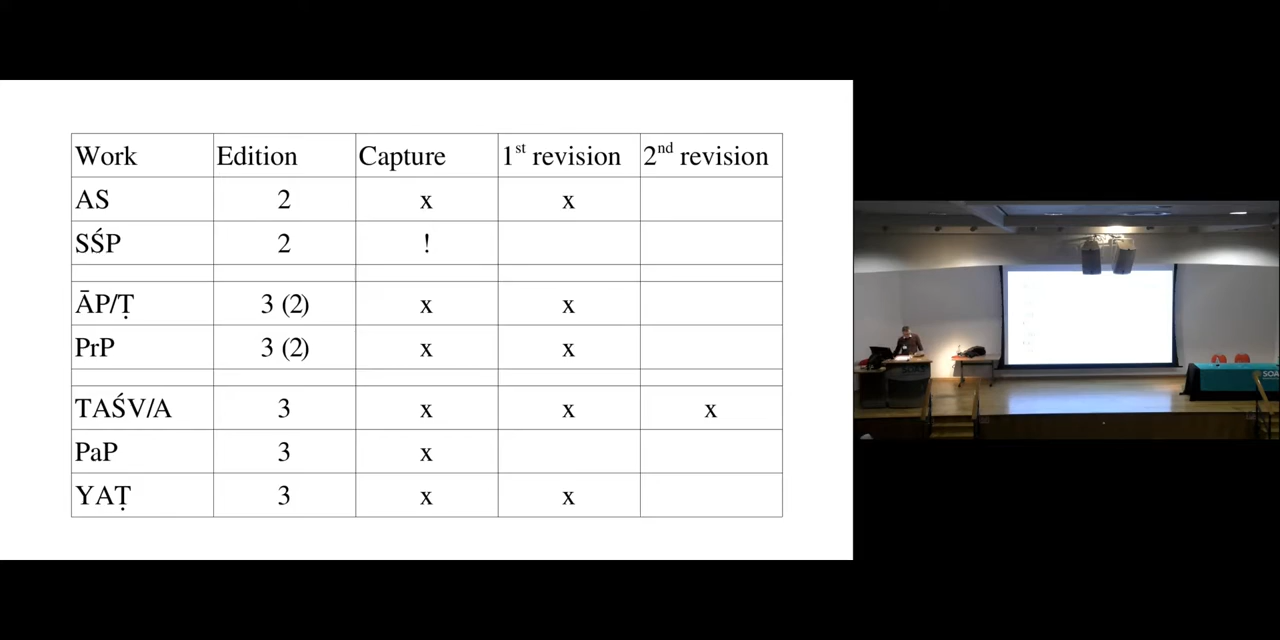 Work Edition Capture 1st revision 2nd revision
AS 2 x x
SŚP 2 !
ĀP/Ṭ 3 (2) x x
PrP 3 (2) x x
TAŚV/A 3 x x x
PaP 3 x
YAṬ 3 x x
SOA